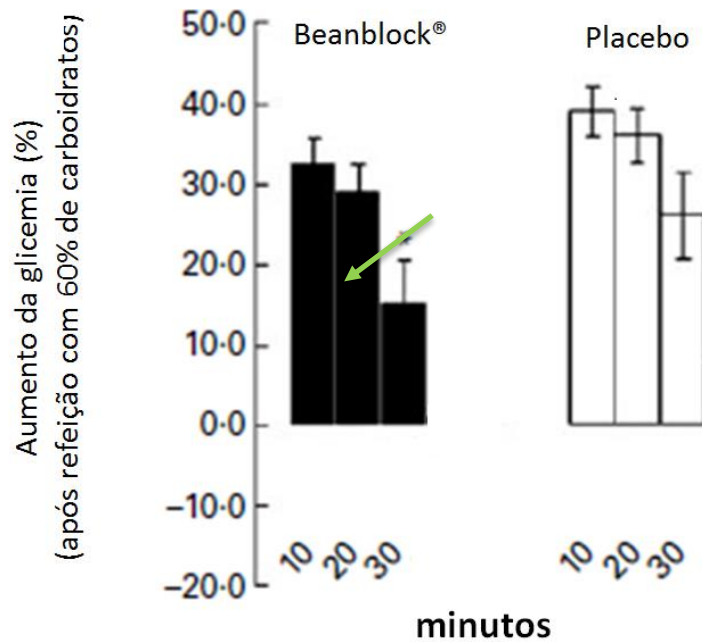 Aumento da glicemia (%)
(após refeição com 60% de carboidratos)
Beanblock®
Placebo
50·0
40·0
30·0
20·0
10·0
0·0
–10·0
–20·0
*
10 20 30
10 20 30
minutos